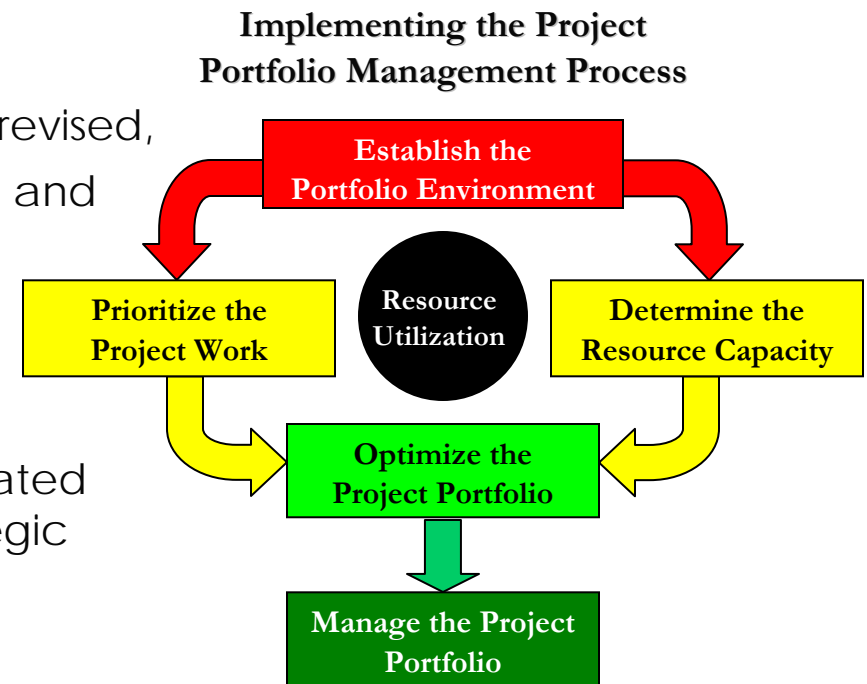 Implementing the Project
Portfolio Management Process
revised,
and
Establish the
Portfolio Environment
Prioritize the
Project Work
Resource
Utilization
Determine the
Resource Capacity
ated
egic
Optimize the
Project Portfolio
Manage the Project
Portfolio